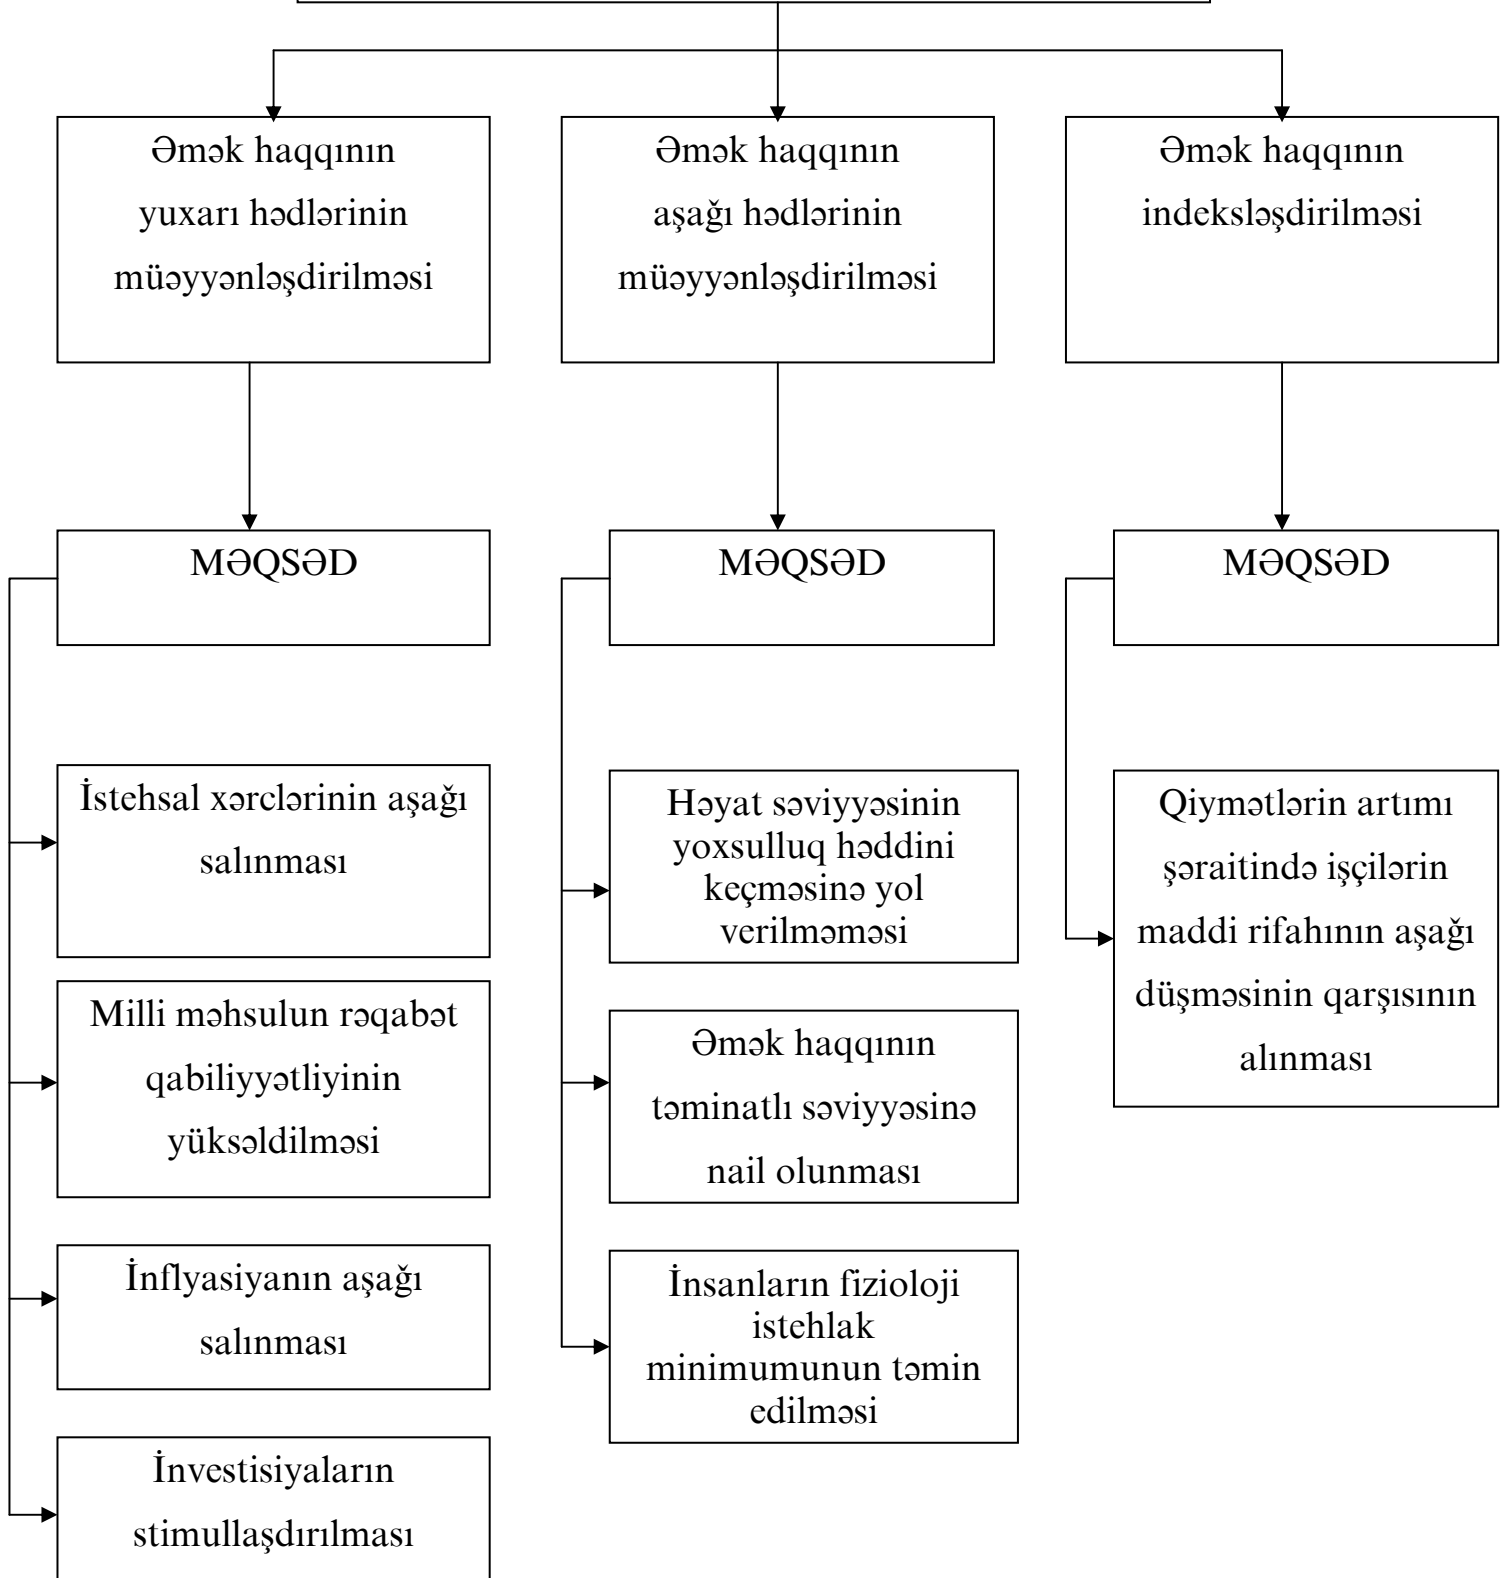 Əmək haqqının
yuxarı hədlərinin
müəyyənləşdirilməsi
Əmək haqqının
aşağı hədlərinin
müəyyənləşdirilməsi
Əmək haqqının
indeksləşdirilməsi
MƏQSƏD
MƏQSƏD
MƏQSƏD
İstehsal xərclərinin aşağı
salınması
Milli məhsulun rəqabət
qabiliyyətliyinin
yüksəldilməsi
İnflyasiyanın aşağı
salınması
İnvestisiyaların
stimullaşdırılması
Həyat səviyyəsinin
yoxsulluq həddini
keçməsinə yol
verilməməsi
Əmək haqqının
təminatlı səviyyəsinə
nail olunması
İnsanların fizioloji
istehlak
minimumunun təmin
edilməsi
Qiymətlərin artımı
şəraitində işçilərin
maddi rifahının aşağı
düşməsinin qarşısının
alınması